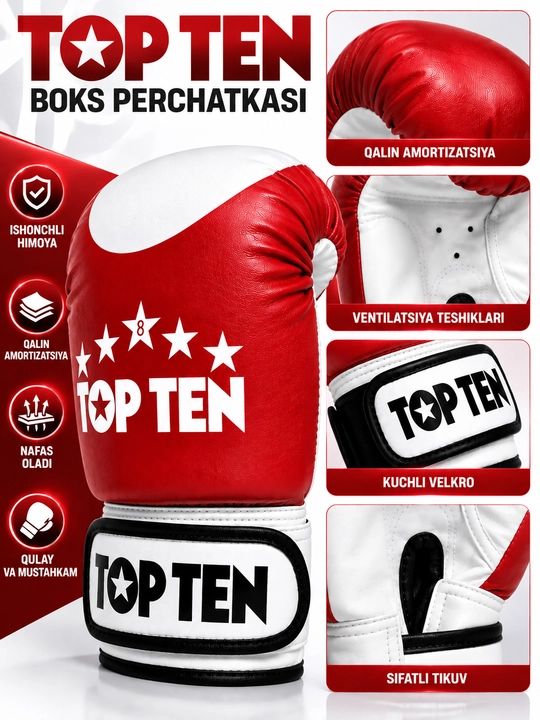 TOP TEN
BOKS PERCHATKASI
ISHONCHLI
HIMOYA
QALIN
AMORTIZATSIYA
NAFAS
OLADI
QULAY
VA MUSTAHKAM
8
TOP TEN
TOP TEN
QALIN AMORTIZATSIYA
VENTILATSIYA TESHIKLARI
TOP TEN
KUCHLI VELKRO
SIFATLI TIKUV